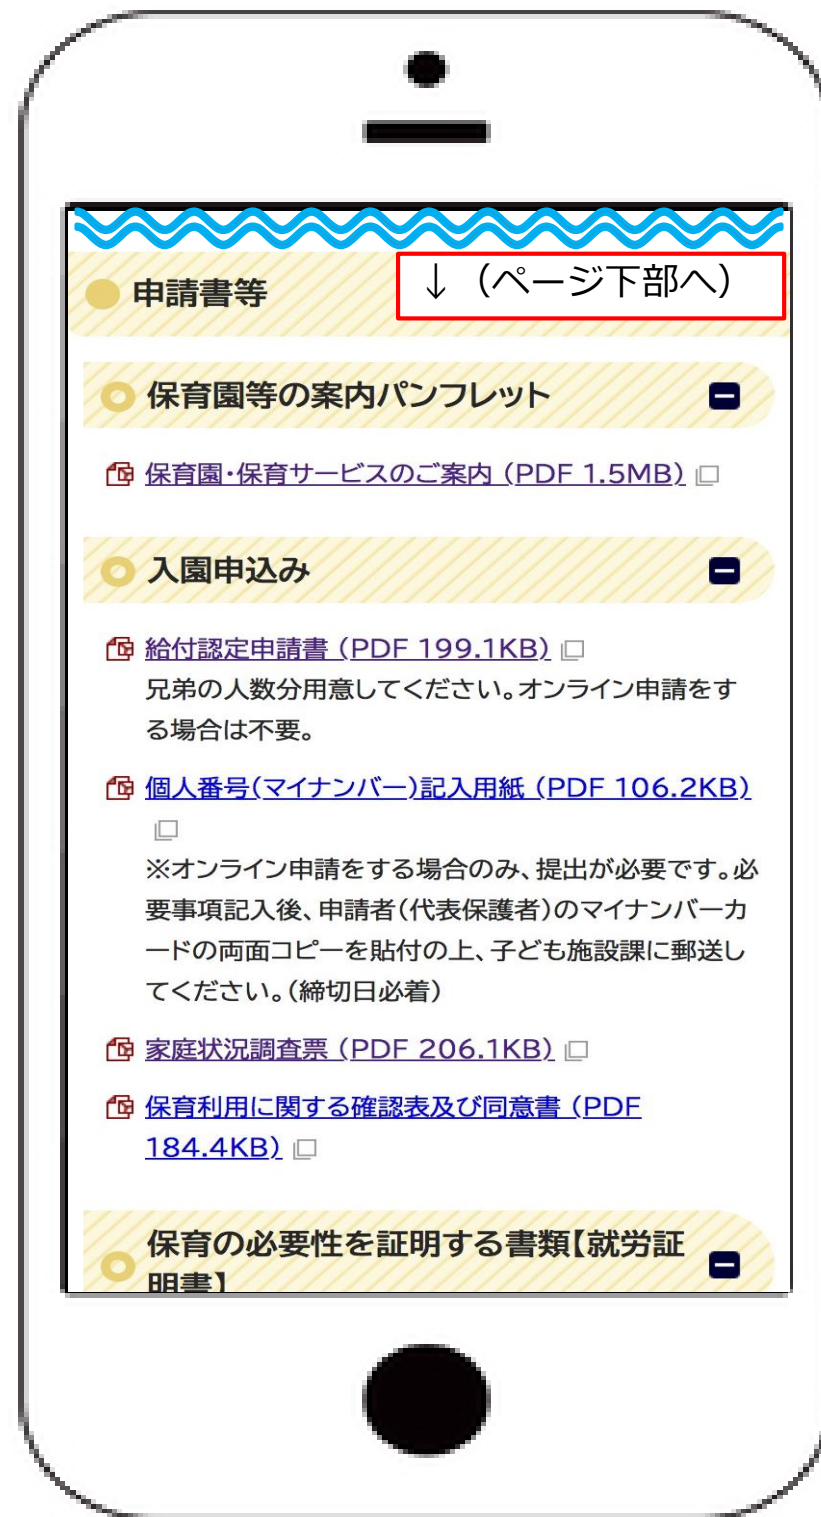 申請書等
↓（ページ下部へ）
保育園等の案内パンフレット
保育園・保育サービスのご案内 (PDF 1.5MB)
入園申込み
給付認定申請書 (PDF 199.1KB)
兄弟の人数分用意してください。オンライン申請をす
る場合は不要。
個人番号(マイナンバー)記入用紙 (PDF 106.2KB)
※オンライン申請をする場合のみ、提出が必要です。必
要事項記入後、申請者(代表保護者)のマイナンバーカ
ードの両面コピーを貼付の上、子ども施設課に郵送し
てください。(締切日必着)
家庭状況調査票 (PDF 206.1KB)
保育利用に関する確認表及び同意書 (PDF
184.4KB)
保育の必要性を証明する書類【就労証
明書】